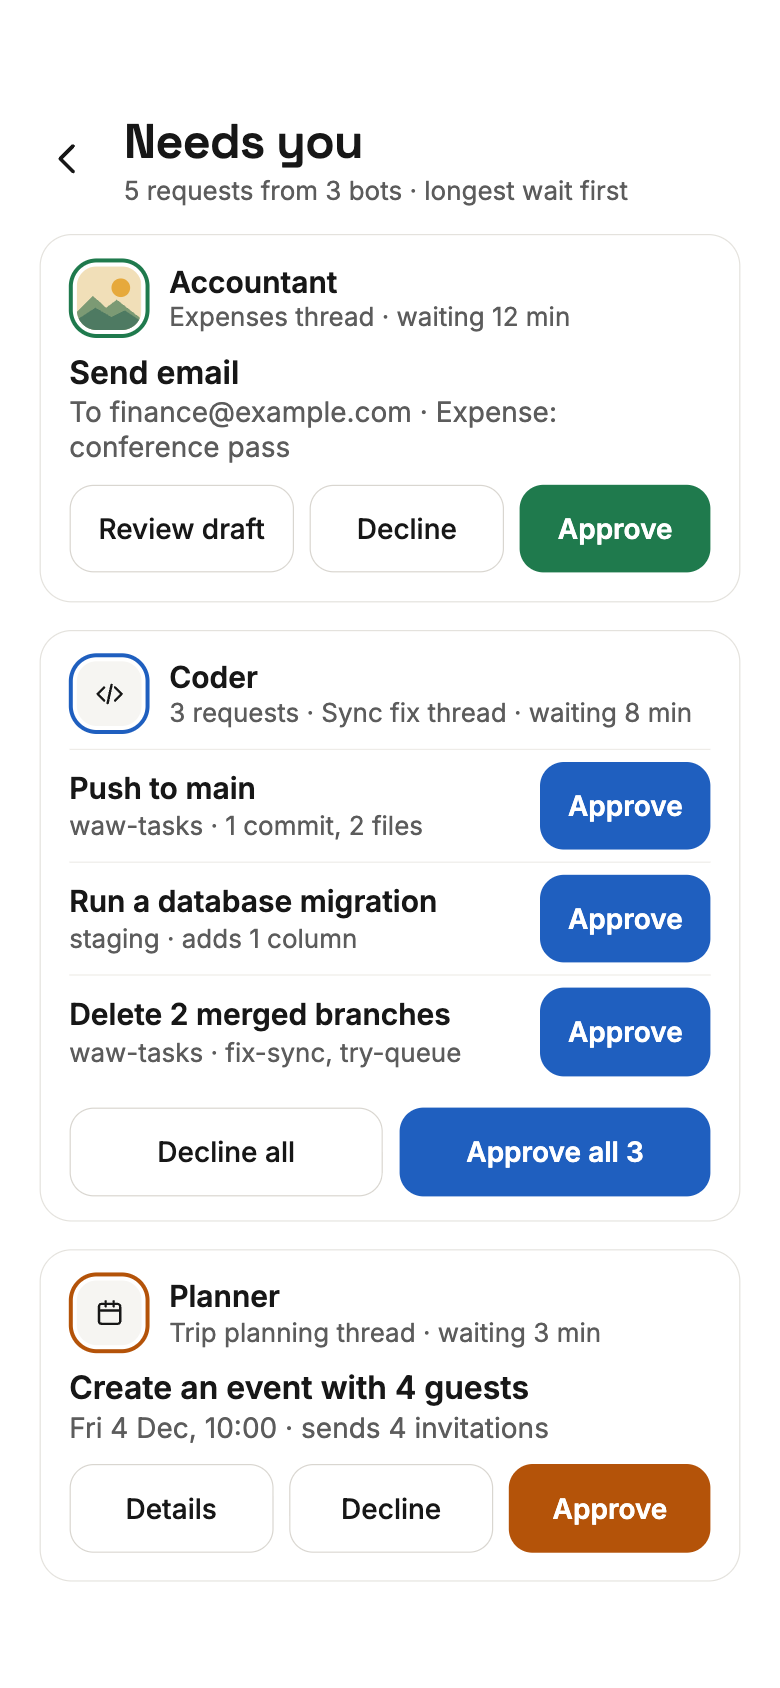 Needs you
5 requests from 3 bots · longest wait first
Accountant
Expenses thread · waiting 12 min
Send email
To finance@example.com · Expense:
conference pass
Review draft
Decline
Approve
Coder
3 requests · Sync fix thread · waiting 8 min
Push to main
waw-tasks · 1 commit, 2 files
Approve
Run a database migration
staging · adds 1 column
Approve
Delete 2 merged branches
waw-tasks · fix-sync, try-queue
Approve
Decline all
Approve all 3
Planner
Trip planning thread · waiting 3 min
Create an event with 4 guests
Fri 4 Dec, 10:00 · sends 4 invitations
Details
Decline
Approve